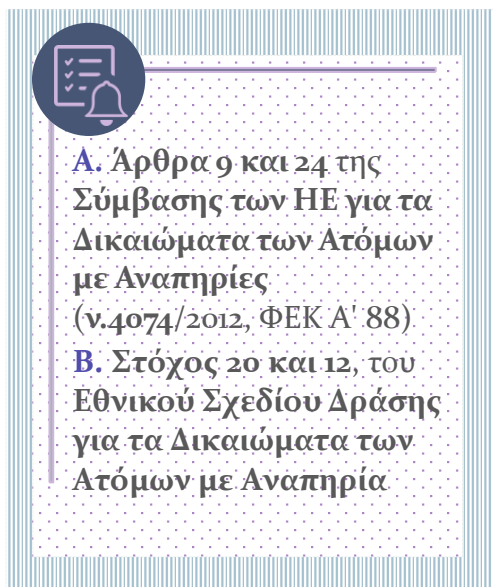 Α. Άρθρα 9 και 24 της
Σύμβασης των ΗΕ για τα
Δικαιώματα των Ατόμων
με Αναπηρίες
(ν.4074/2012, ΦΕΚ Α' 88)
Β. Στόχος 20 και 12, του
Εθνικού Σχεδίου Δράσης
για τα Δικαιώματα των
Ατόμων με Αναπηρία